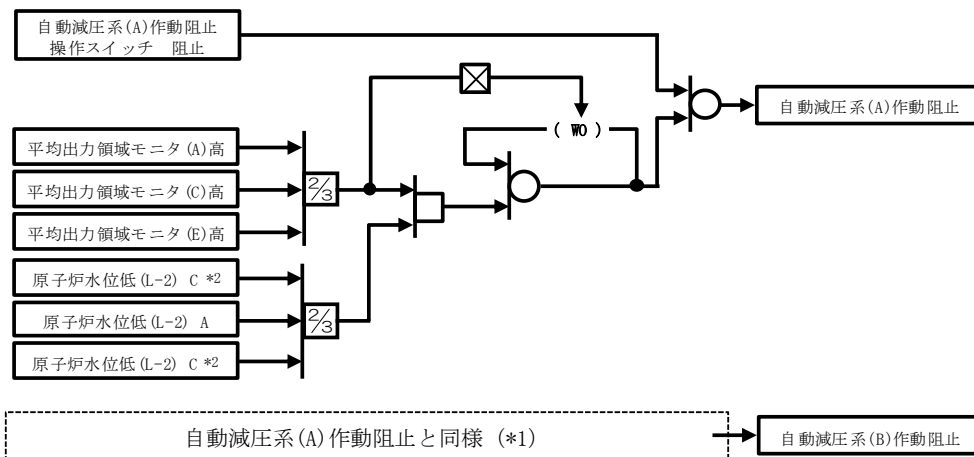 自動減圧系(A)作動阻止
操作スイッチ 阻止
自動減圧系(A)作動阻止
( WO )
平均出力領域モニタ(A)高
平均出力領域モニタ(C)高
2/3
平均出力領域モニタ(E)高
原子炉水位低(L-2) C *2
原子炉水位低(L-2) A
2/3
原子炉水位低(L-2) C *2
自動減圧系(A)作動阻止と同様 (*1)
自動減圧系(B)作動阻止